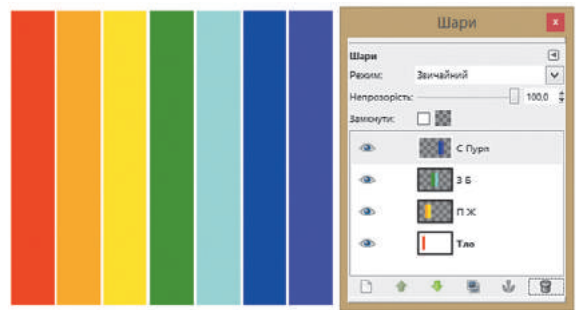 Шари
x
Шари
Режим: Звичайний
Непрозорість: 100,0
Замкнути:
С Пурп
З Б
П Ж
Тло